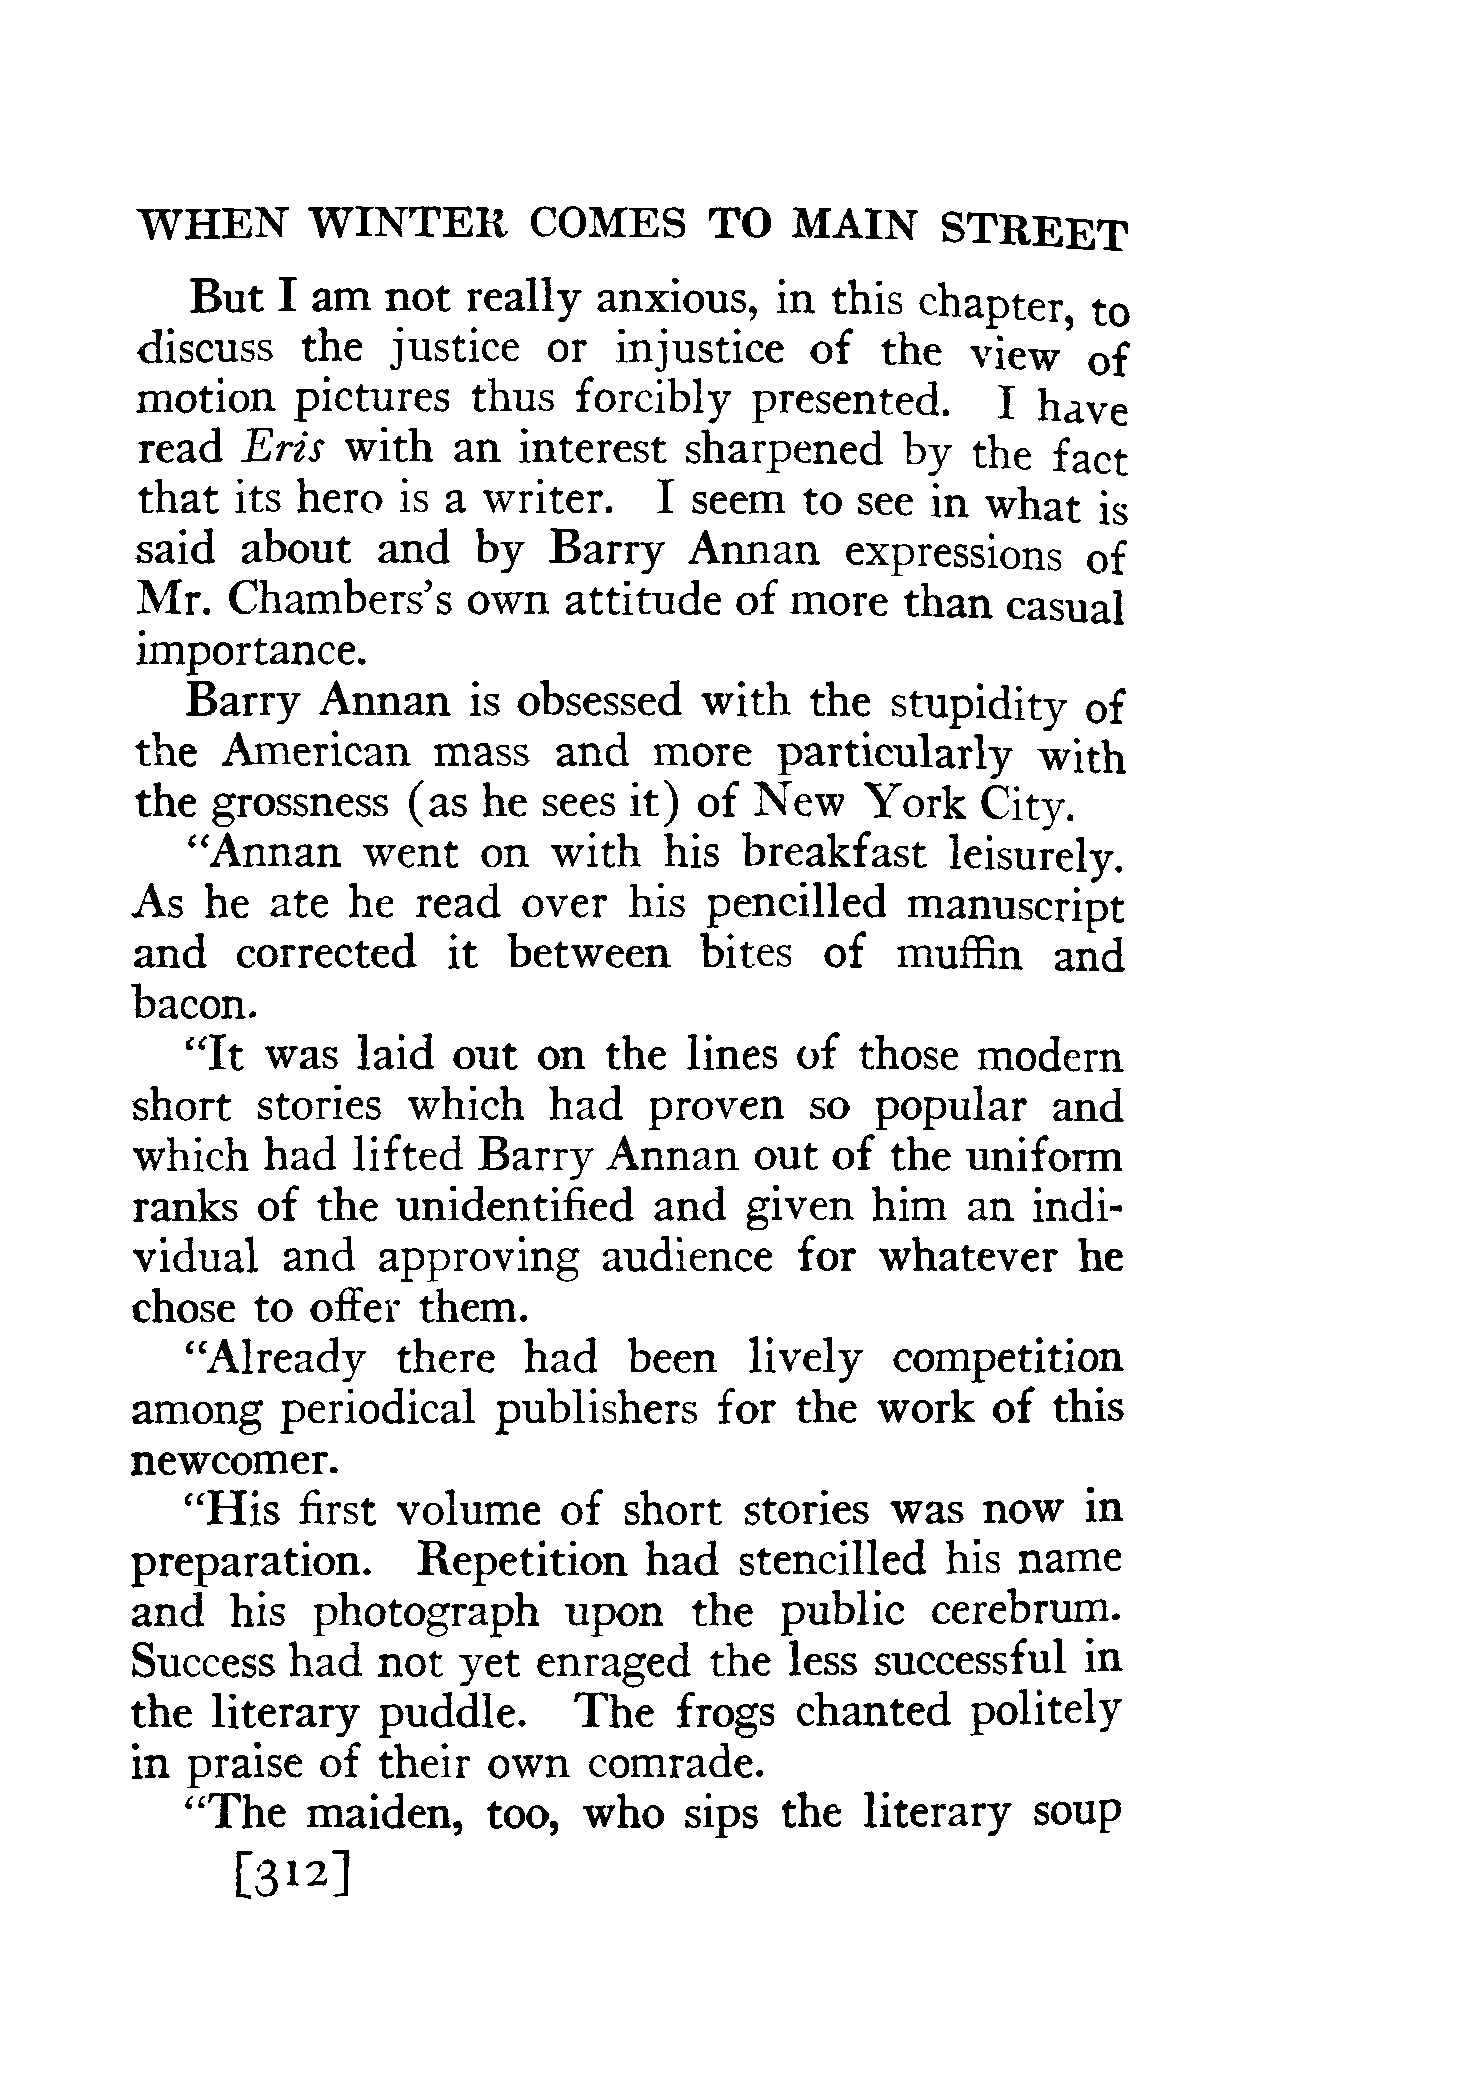 WHEN WINTER COMES TO MAIN STREET
But I am not really anxious, in this chapter, to
discuss the justice or injustice of the view of
motion pictures thus forcibly presented. I have
read Eris with an interest sharpened by the fact
that its hero is a writer. I seem to see in what is
said about and by Barry Annan expressions of
Mr. Chambers's own attitude of more than casual
importance.
Barry Annan is obsessed with the stupidity of
the American mass and more particularly with
the grossness (as he sees it) of New York City.
“Annan went on with his breakfast leisurely.
As he ate he read over his pencilled manuscript
and corrected it between bites of muffin and
bacon.
“It was laid out on the lines of those modern
short stories which had proven so popular and
which had lifted Barry Annan out of the uniform
ranks of the unidentified and given him an indi-
vidual and approving audience for whatever he
chose to offer them.
“Already there had been lively competition
among periodical publishers for the work of this
newcomer.
“His first volume of short stories was now in
preparation. Repetition had stencilled his name
and his photograph upon the public cerebrum.
Success had not yet enraged the less successful in
the literary puddle. The frogs chanted politely
in praise of their own comrade.
“The maiden, too, who sips the literary soup
[312]